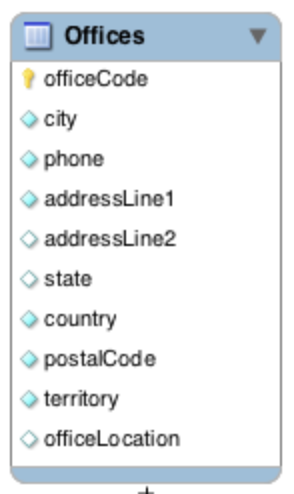 Offices
officeCode
city
phone
addressLine1
addressLine2
state
country
postalCode
territory
officeLocation